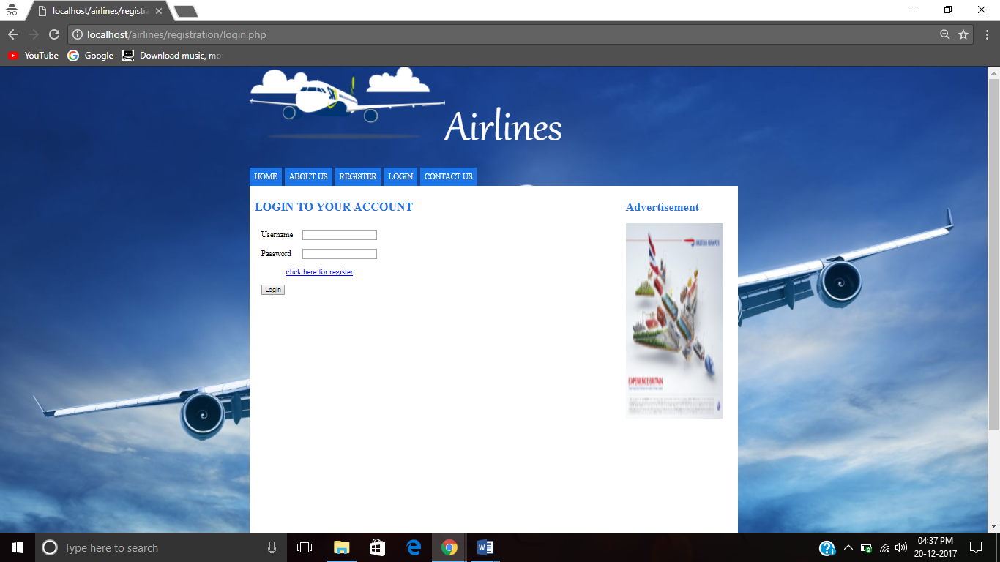 localhost/airlines/registra
localhost/airlines/registration/login.php
YouTube
Google
Download music, mo
Airlines
HOME
ABOUT US
REGISTER
LOGIN
CONTACT US
LOGIN TO YOUR ACCOUNT
Advertisement
Username
Password
click here for register
Login
BRITISH AIRWAYS
EXPERIENCE BRITAIN
Type here to search
04:37 PM
20-12-2017